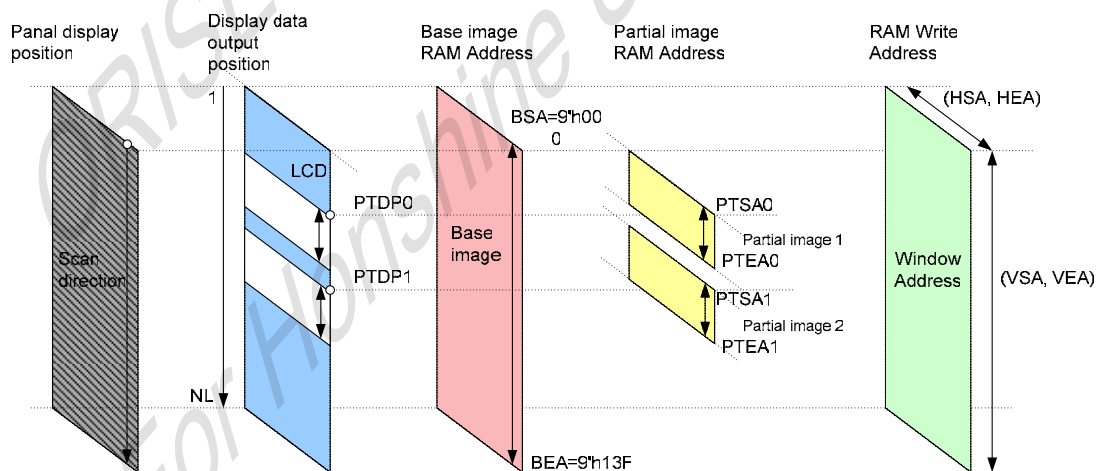 Panal display
position
Display data
output
position
Base image
RAM Address
Partial image
RAM Address
RAM Write
Address
1
(HSA, HEA)
BSA=9"h00
0
LCD
PTDP0
PTSA0
Partial image 1
Base
image
PTEA0
Scan
direction
Window
Address
PTDP1
(VSA, VEA)
PTSA1
Partial image 2
PTEA1
NL
BEA=9"h13F
For Honshine